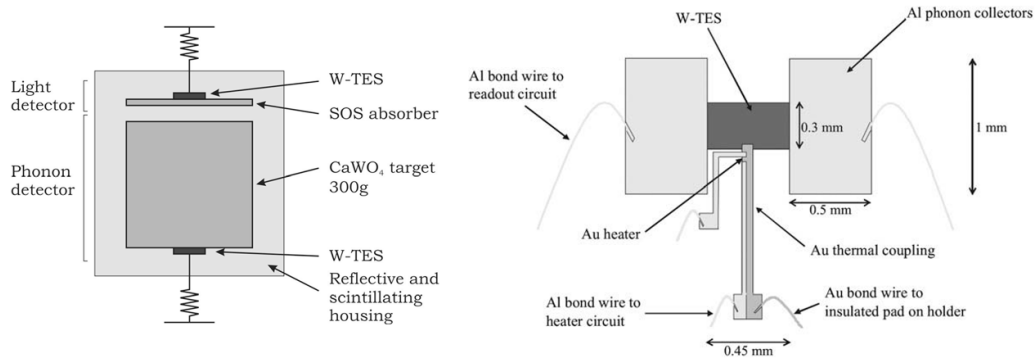 Light
detector
Phonon
detector
W-TES
SOS absorber
CaWO₄ target
300g
W-TES
Reflective and
scintillating
housing
W-TES
Al phonon collectors
Al bond wire to
readout circuit
0.3 mm
1 mm
0.5 mm
Au heater
Au thermal coupling
Al bond wire to
heater circuit
Au bond wire to
insulated pad on holder
0.45 mm